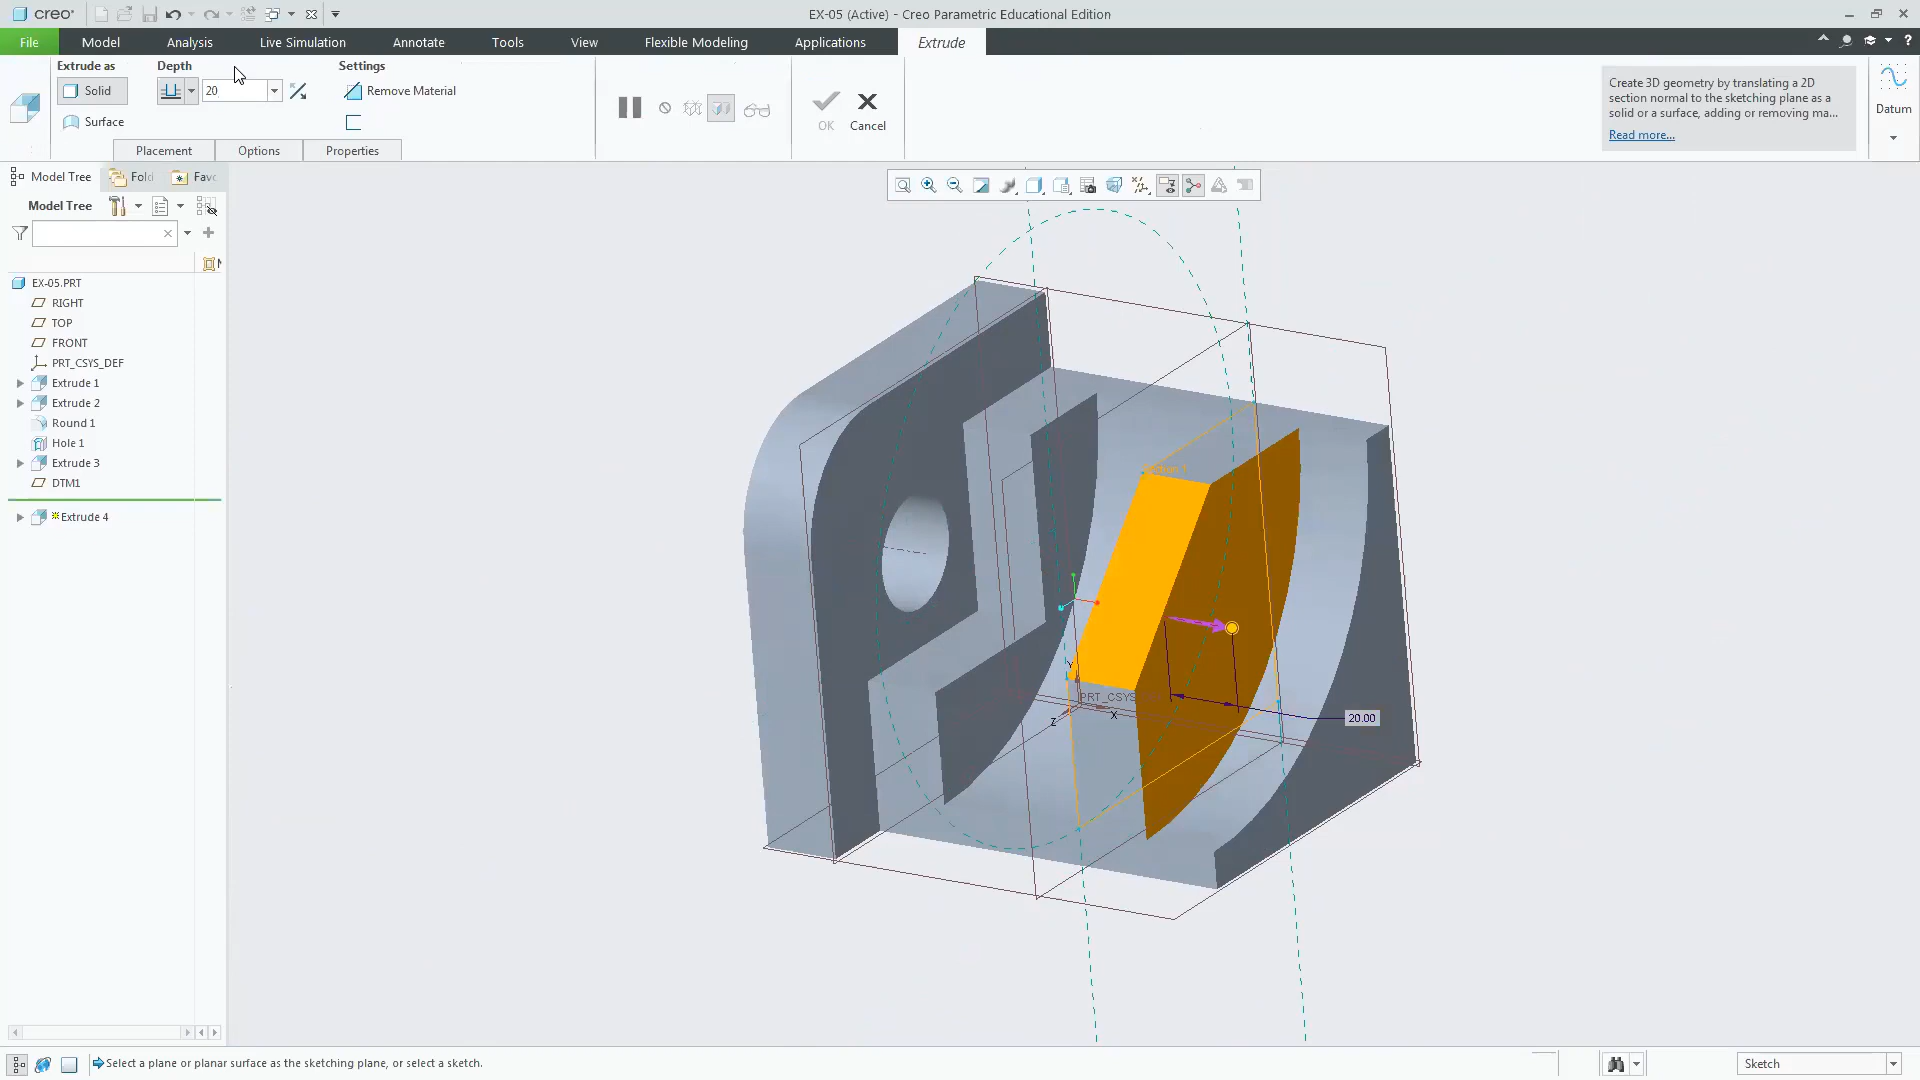 creo
EX-05 (Active) - Creo Parametric Educational Edition
File Model Analysis Live Simulation Annotate Tools View Flexible Modeling Applications Extrude
Extrude as Depth Settings
Solid 20 Remove Material
Surface
OK Cancel
Placement Options Properties
Create 3D geometry by translating a 2D
section normal to the sketching plane as a
solid or a surface, adding or removing ma...
Read more...
Datum
Model Tree Fold Favo
Model Tree
EX-05.PRT
RIGHT
TOP
FRONT
PRT_CSYS_DEF
Extrude 1
Extrude 2
Round 1
Hole 1
Extrude 3
DTM1
Extrude 4
Y
PRT_CSYS
Z X
20.00
Select a plane or planar surface as the sketching plane, or select a sketch.
Sketch